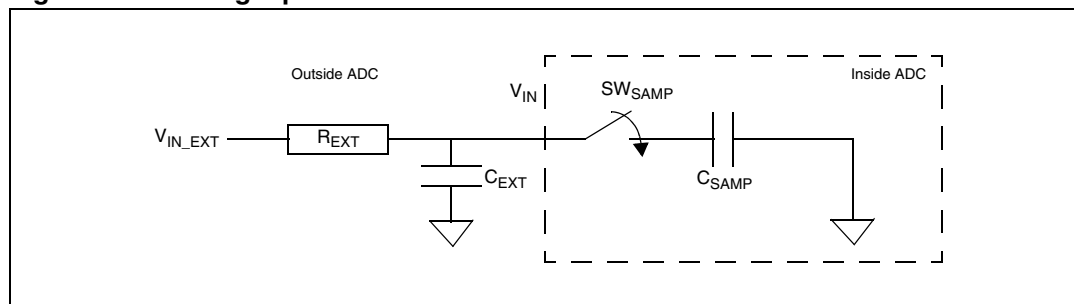 Outside ADC
Inside ADC
V_IN
SW_SAMP
V_IN_EXT
R_EXT
C_EXT
C_SAMP